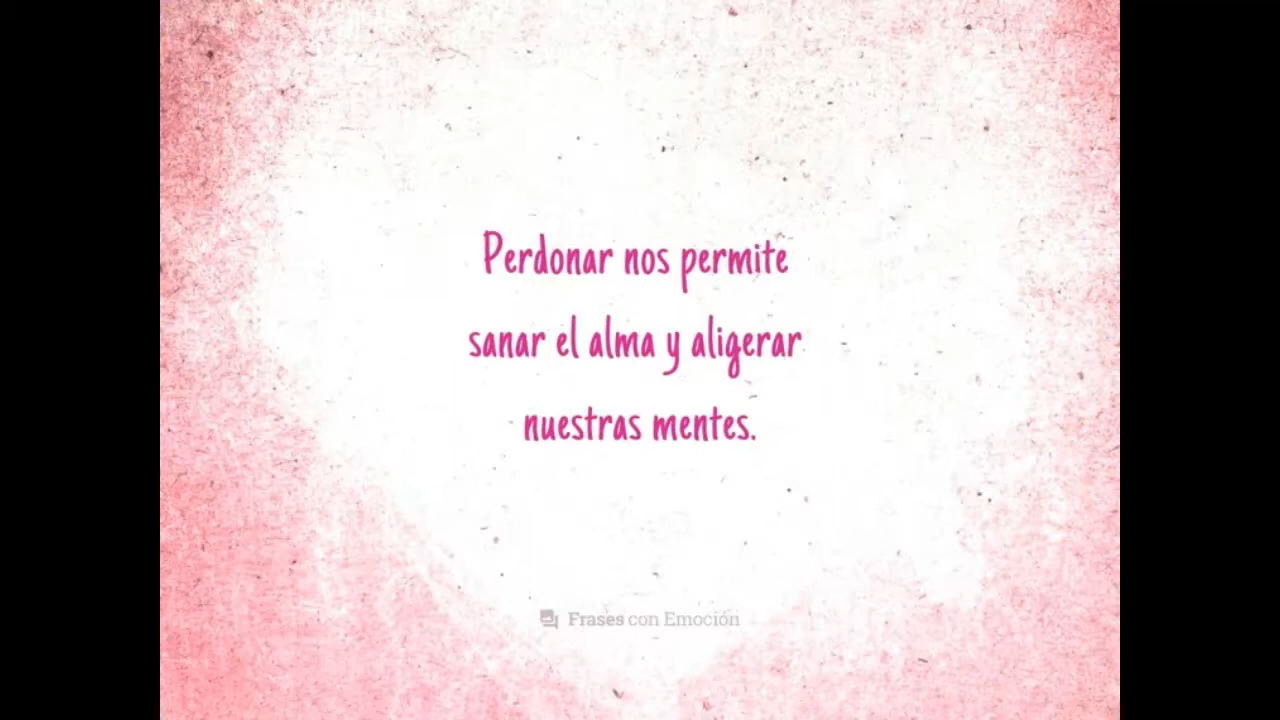 Perdonar nos permite
sanar el alma y aligerar
nuestras mentes.
Frases con Emoción